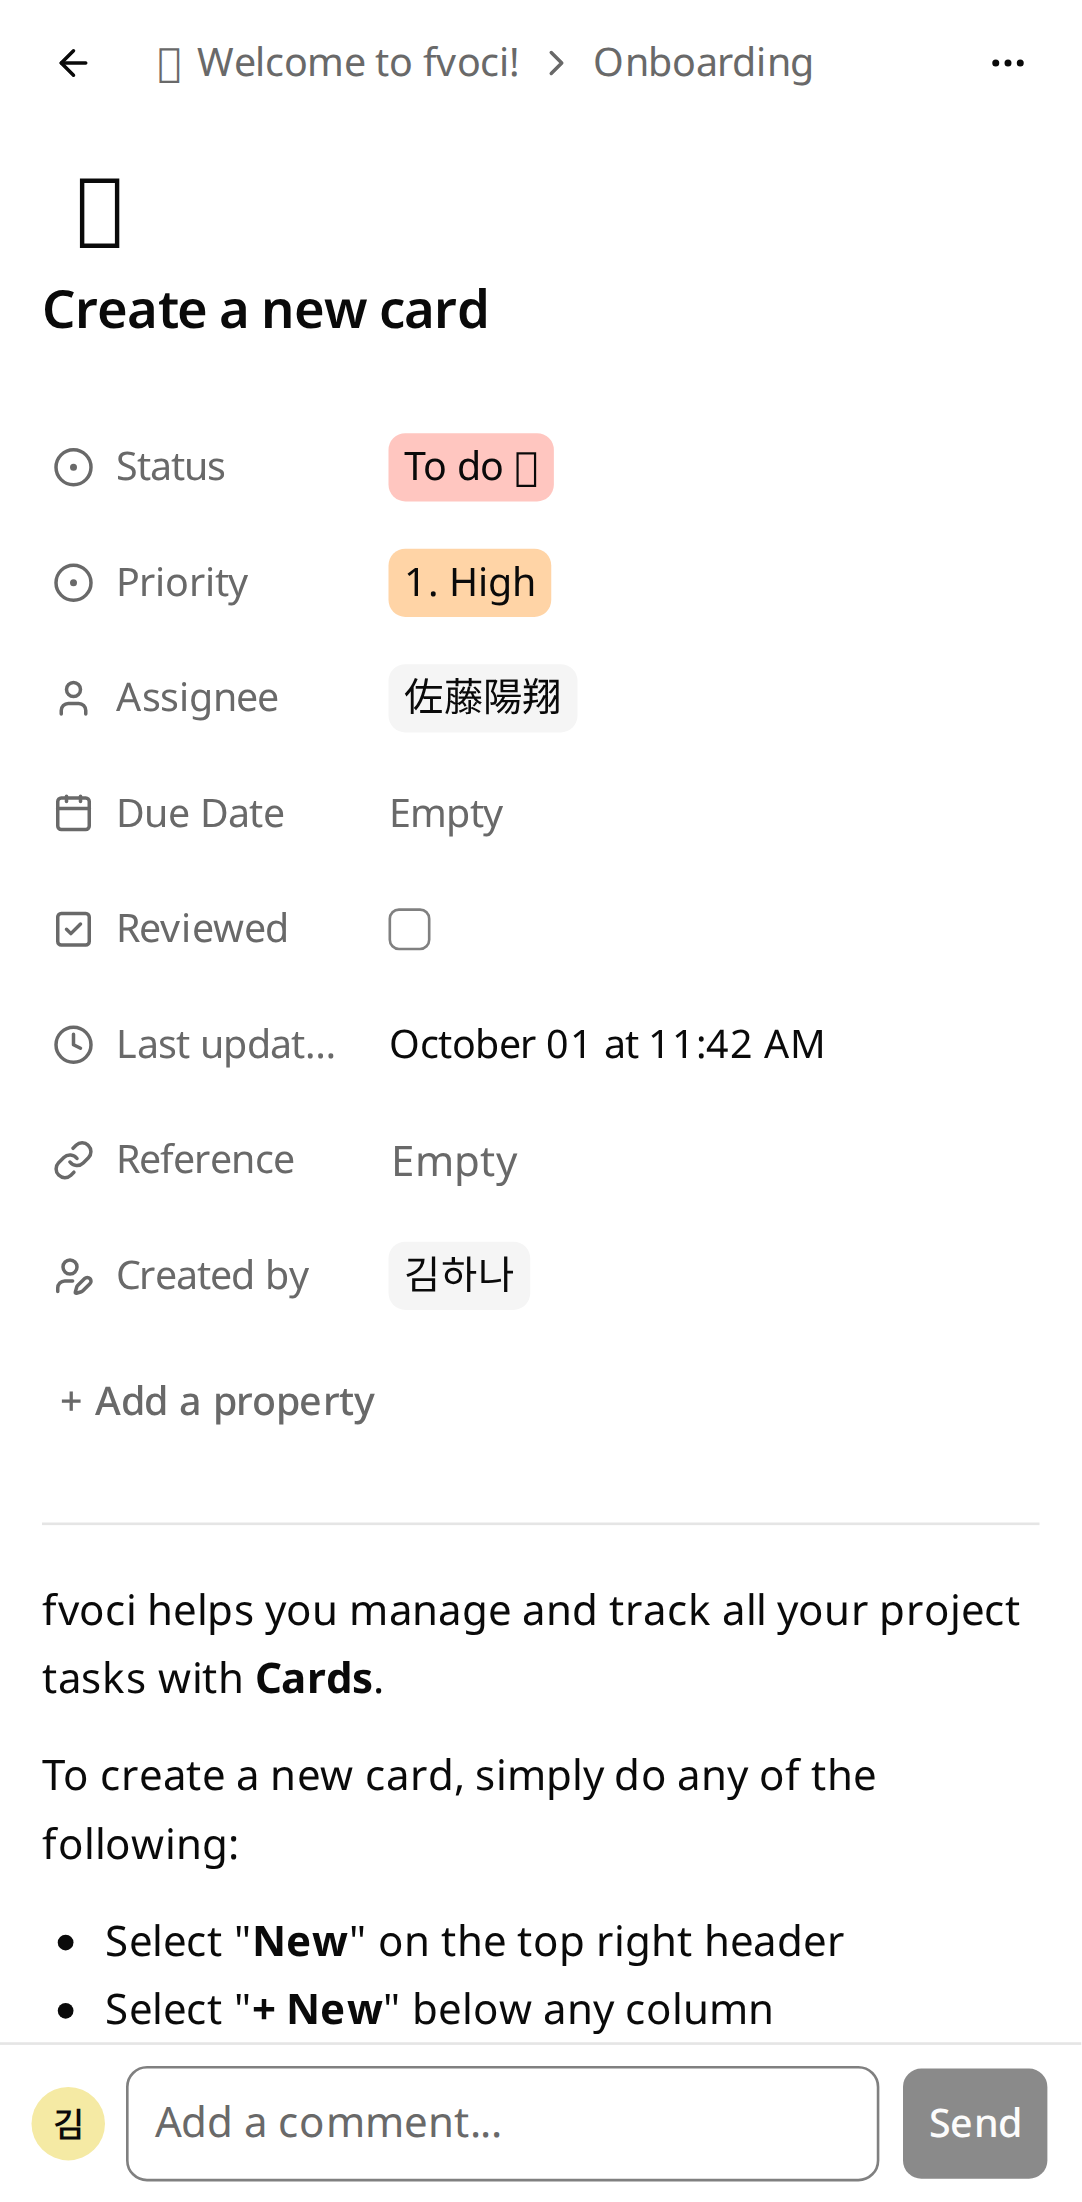 Welcome to fvoci! > Onboarding
Create a new card
Status To do
Priority 1. High
Assignee 佐藤陽翔
Due Date Empty
Reviewed
Last updat... October 01 at 11:42 AM
Reference Empty
Created by 김하나
+ Add a property
fvoci helps you manage and track all your project
tasks with Cards.
To create a new card, simply do any of the
following:
• Select "New" on the top right header
• Select "+ New" below any column
김 Add a comment... Send